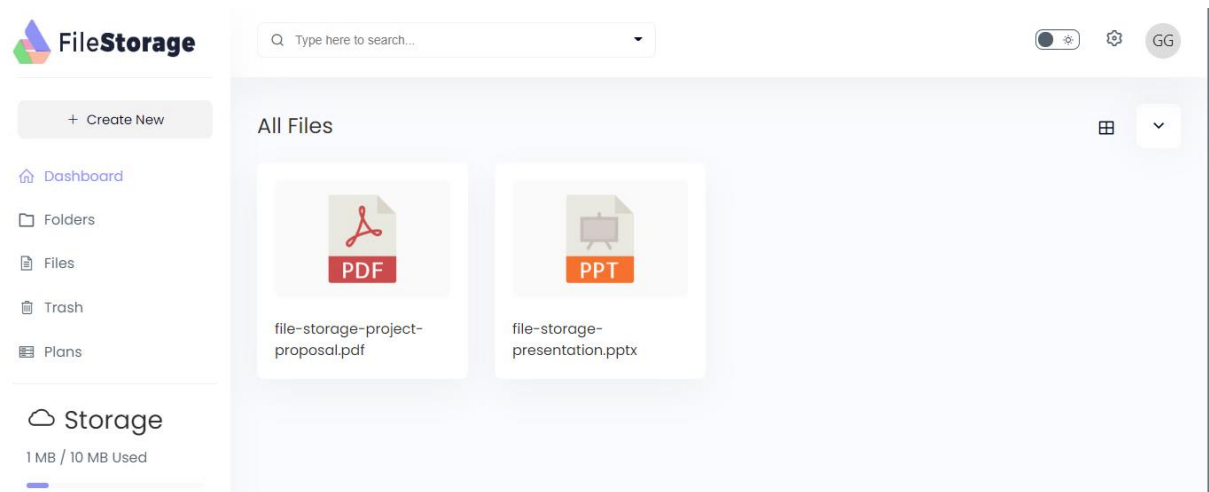 FileStorage
Type here to search...
GG
+ Create New
All Files
Dashboard
Folders
Files
Trash
Plans
PDF
PPT
file-storage-project-
proposal.pdf
file-storage-
presentation.pptx
Storage
1 MB / 10 MB Used